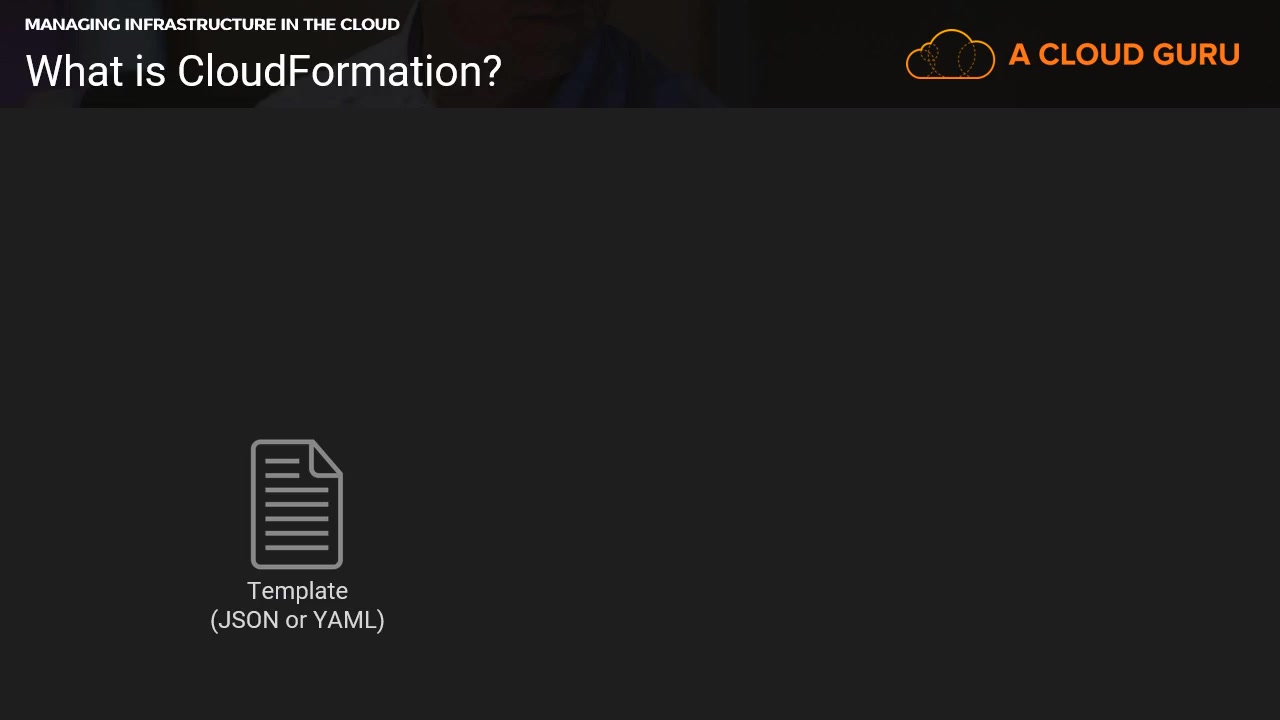 MANAGING INFRASTRUCTURE IN THE CLOUD
What is CloudFormation?
A CLOUD GURU
Template
(JSON or YAML)